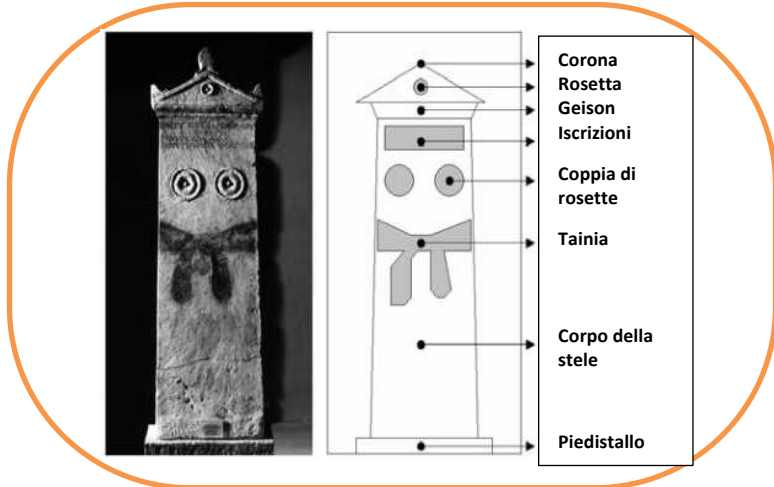 Corona
Rosetta
Geison
Iscrizioni
Coppia di
rosette
Tainia
Corpo della
stele
Piedistallo